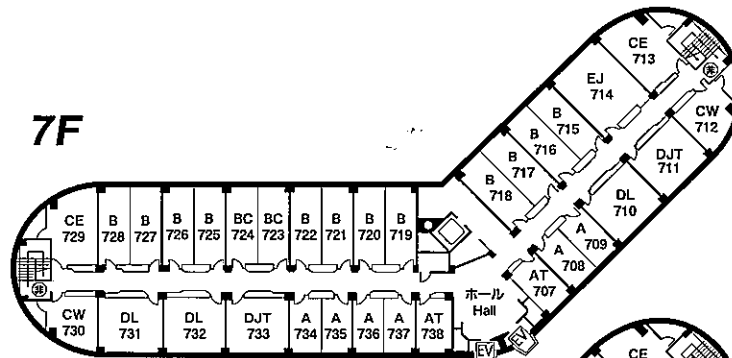 7F
CE
713
EJ
714
B
715
B
716
B
717
B
718
CW
712
DJT
711
DL
710
A
709
A
708
AT
707
非
CE
729
B
728
B
727
B
726
B
725
BC
724
BC
723
B
722
B
721
B
720
B
719
非
CW
730
DL
731
DL
732
DJT
733
A
734
A
735
A
736
A
737
AT
738
ホール
Hall
EV
EV
CE